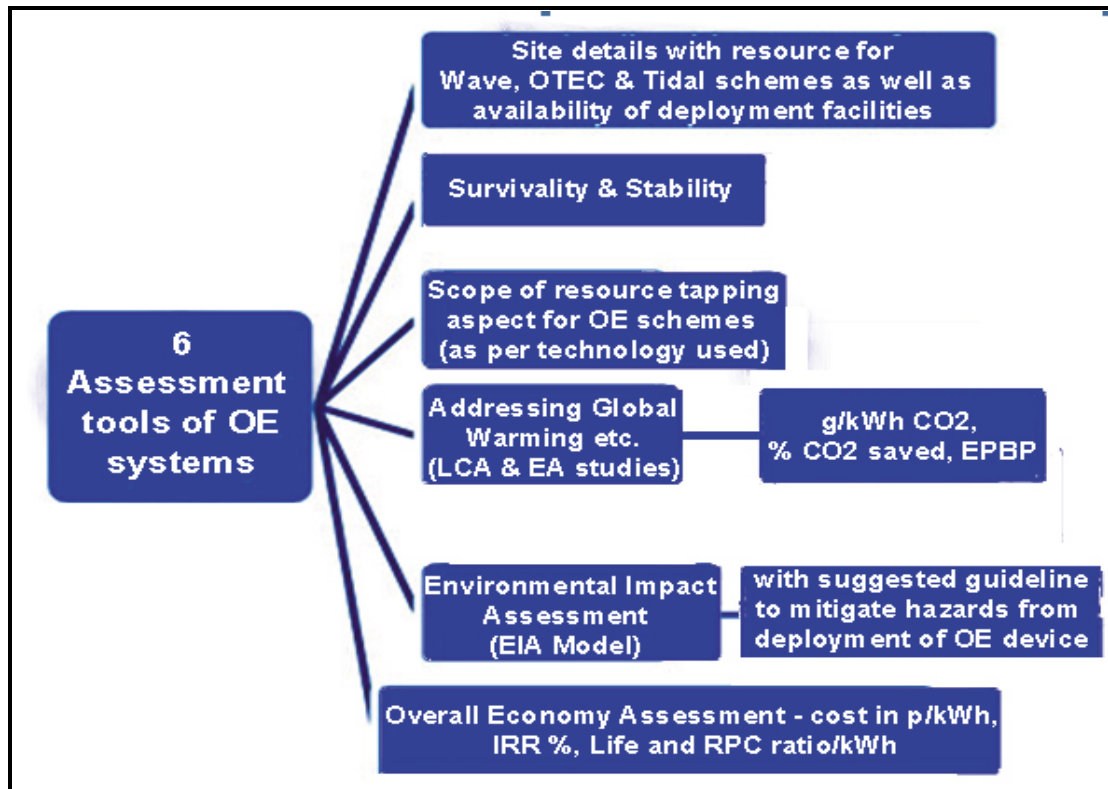 6
Assessment
tools of OE
systems
Site details with resource for
Wave, OTEC & Tidal schemes as well as
availability of deployment facilities
Survivality & Stability
Scope of resource tapping
aspect for OE schemes
(as per technology used)
Addressing Global
Warming etc.
(LCA & EA studies)
g/kWh CO2,
% CO2 saved, EPBP
Environmental Impact
Assessment
(EIA Model)
with suggested guideline
to mitigate hazards from
deployment of OE device
Overall Economy Assessment - cost in p/kWh,
IRR %, Life and RPC ratio/kWh